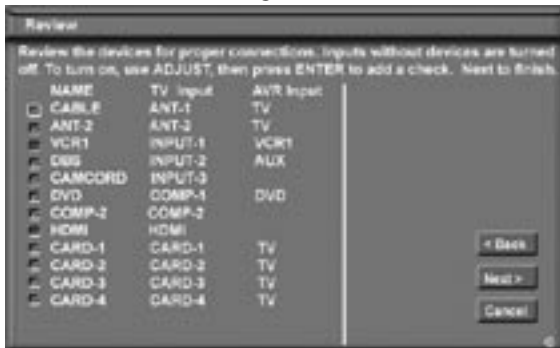 Review
Review the devices for proper connections. Inputs without devices are turned
off. To turn on, use ADJUST, then press ENTER to add a check. Next to finish.
NAME TV Input AVR Input
CABLE ANT-1 TV
ANT-2 ANT-2 TV
VCR1 INPUT-1 VCR1
DBS INPUT-2 AUX
CAMCORD INPUT-3
DVD COMP-1 DVD
COMP-2 COMP-2
HDMI HDMI
CARD-1 CARD-1 TV
CARD-2 CARD-2 TV
CARD-3 CARD-3 TV
CARD-4 CARD-4 TV
< Back
Next >
Cancel